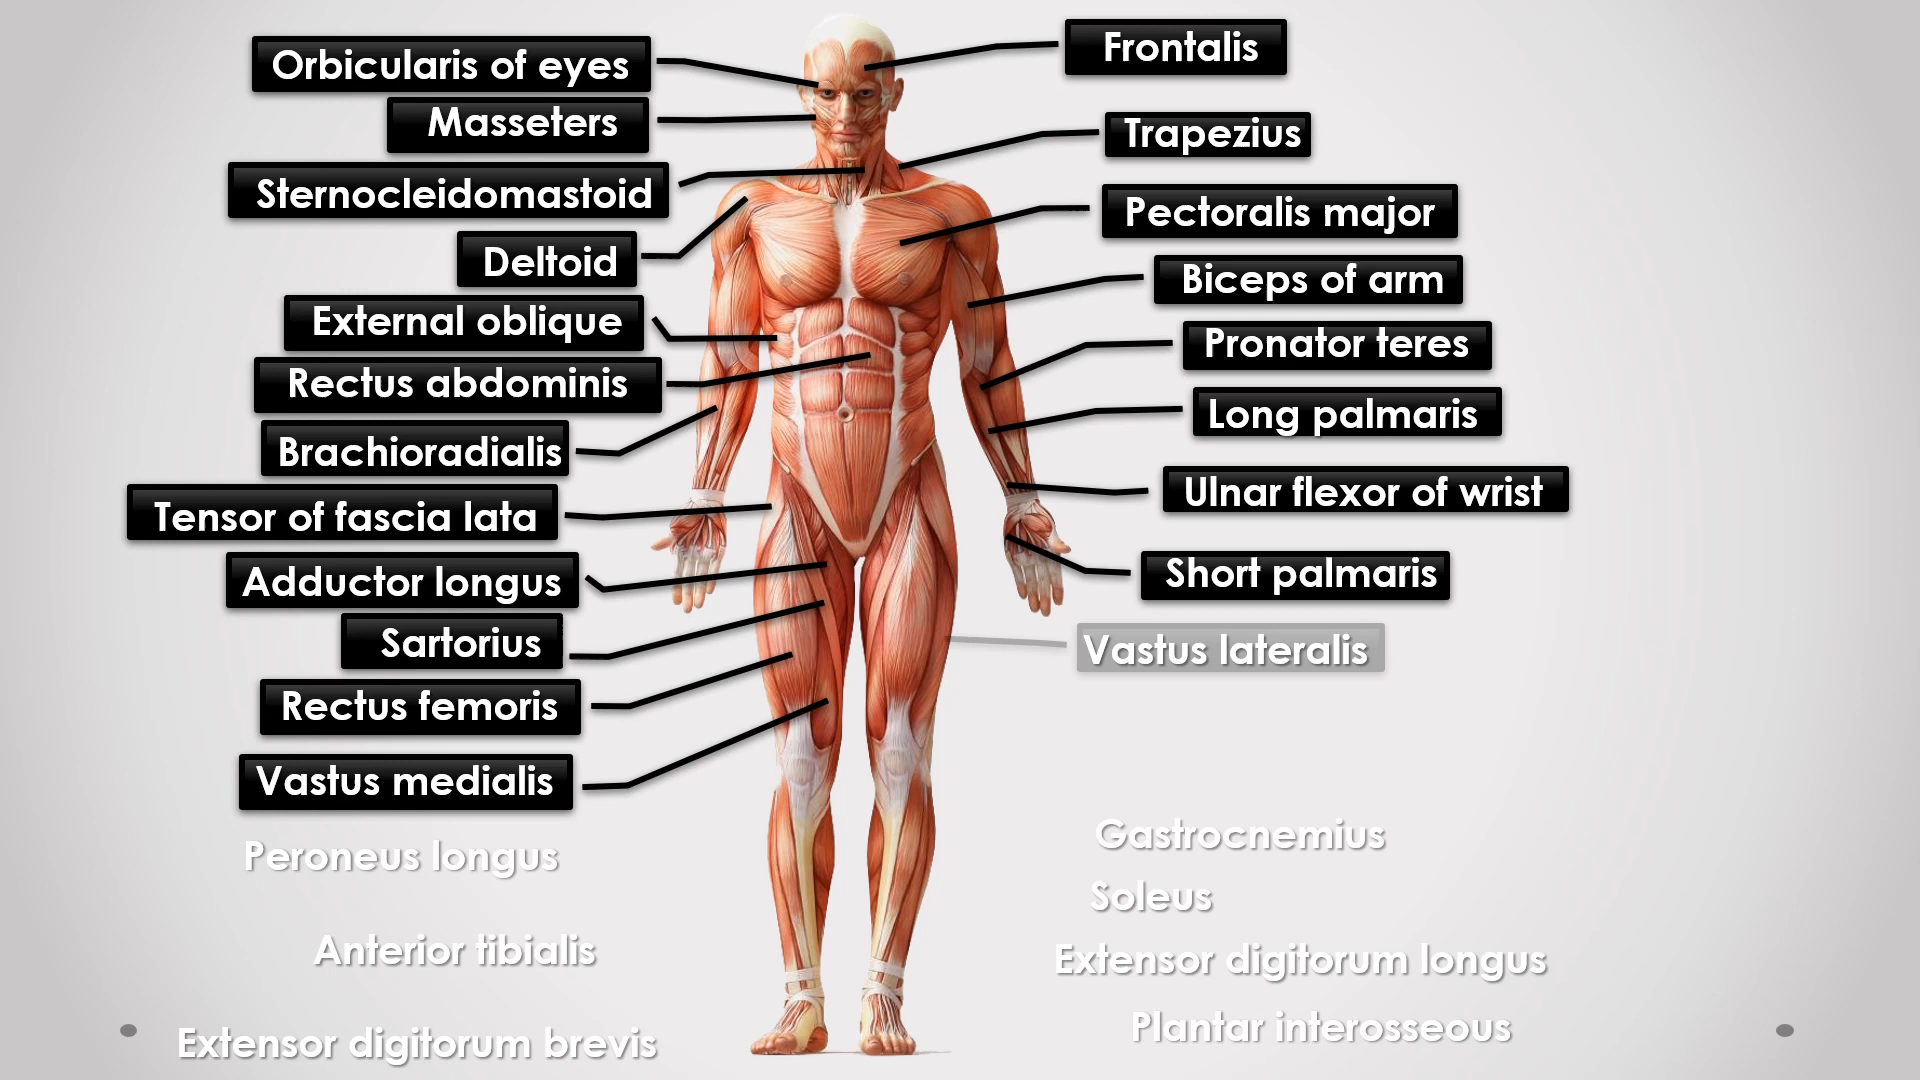 Orbicularis of eyes
Masseters
Sternocleidomastoid
Deltoid
External oblique
Rectus abdominis
Brachioradialis
Tensor of fascia lata
Adductor longus
Sartorius
Rectus femoris
Vastus medialis
Peroneus longus
Anterior tibialis
Extensor digitorum brevis
Frontalis
Trapezius
Pectoralis major
Biceps of arm
Pronator teres
Long palmaris
Ulnar flexor of wrist
Short palmaris
Vastus lateralis
Gastrocnemius
Soleus
Extensor digitorum longus
Plantar interosseous